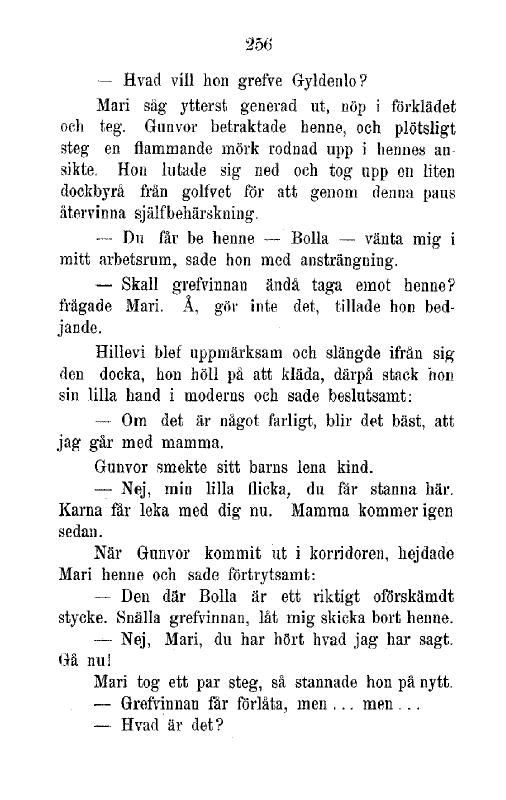 256
— Hvad vill hon grefve Gyldenlo?
Mari såg ytterst generad ut, nöp i förklädet
och teg. Gunvor betraktade henne, och plötsligt
steg en flammande mörk rodnad upp i hennes an-
sikte. Hon lutade sig ned och tog upp en liten
dockbyrå från golfvet för att genom denna paus
återvinna själfbehärskning.
— Du får be henne — Bolla — vänta mig i
mitt arbetsrum, sade hon med ansträngning.
— Skall grefvinnan ändå taga emot henne?
frågade Mari. Å, gör inte det, tillade hon bed-
jande.
Hillevi blef uppmärksam och slängde ifrån sig
den docka, hon höll på att kläda, därpå stack hon
sin lilla hand i moderns och sade beslutsamt:
— Om det är något farligt, blir det bäst, att
jag går med mamma.
Gunvor smekte sitt barns lena kind.
— Nej, min lilla flicka, du får stanna här.
Karna får leka med dig nu. Mamma kommer igen
sedan.
När Gunvor kommit ut i korridoren, hejdade
Mari henne och sade förtrytsamt:
— Den där Bolla är ett riktigt oförskämdt
stycke. Snälla grefvinnan, låt mig skicka bort henne.
— Nej, Mari, du har hört hvad jag har sagt.
Gå nu!
Mari tog ett par steg, så stannade hon på nytt.
— Grefvinnan får förlåta, men ... men ...
— Hvad är det?